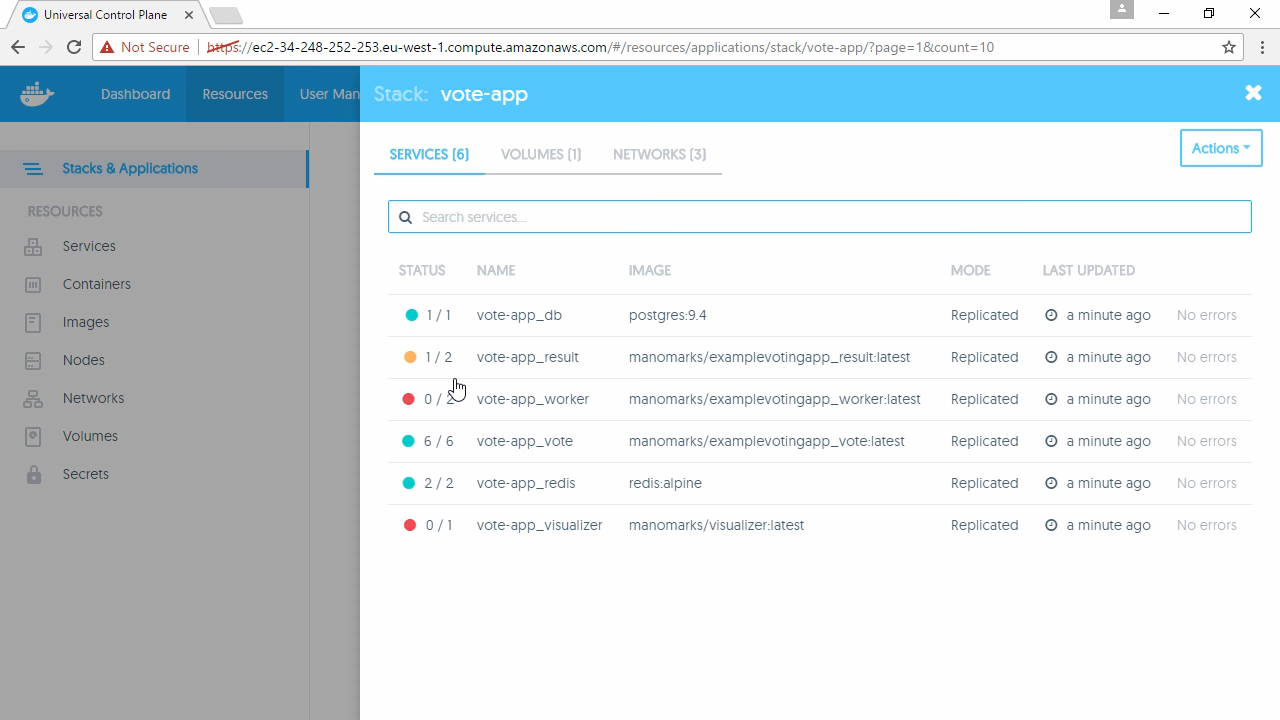 Universal Control Plane
Not Secure https://ec2-34-248-252-253.eu-west-1.compute.amazonaws.com/#/resources/applications/stack/vote-app/?page=1&count=10
Dashboard Resources User Man Stack: vote-app
SERVICES (6) VOLUMES (1) NETWORKS (3) Actions
Stacks & Applications
RESOURCES
Search services...
Services
Containers
Images
Nodes
Networks
Volumes
Secrets
STATUS NAME IMAGE MODE LAST UPDATED
1 / 1 vote-app_db postgres:9.4 Replicated a minute ago No errors
1 / 2 vote-app_result manomarks/examplevotingapp_result:latest Replicated a minute ago No errors
0 / 2 vote-app_worker manomarks/examplevotingapp_worker:latest Replicated a minute ago No errors
6 / 6 vote-app_vote manomarks/examplevotingapp_vote:latest Replicated a minute ago No errors
2 / 2 vote-app_redis redis:alpine Replicated a minute ago No errors
0 / 1 vote-app_visualizer manomarks/visualizer:latest Replicated a minute ago No errors